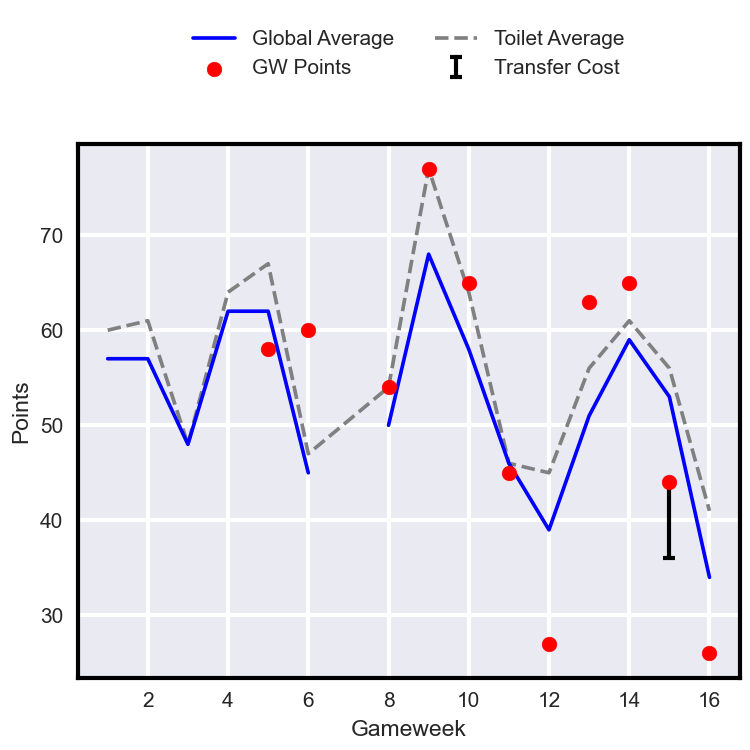 Global Average
Toilet Average
GW Points
Transfer Cost
70
60
50
40
30
Points
2 4 6 8 10 12 14 16
Gameweek